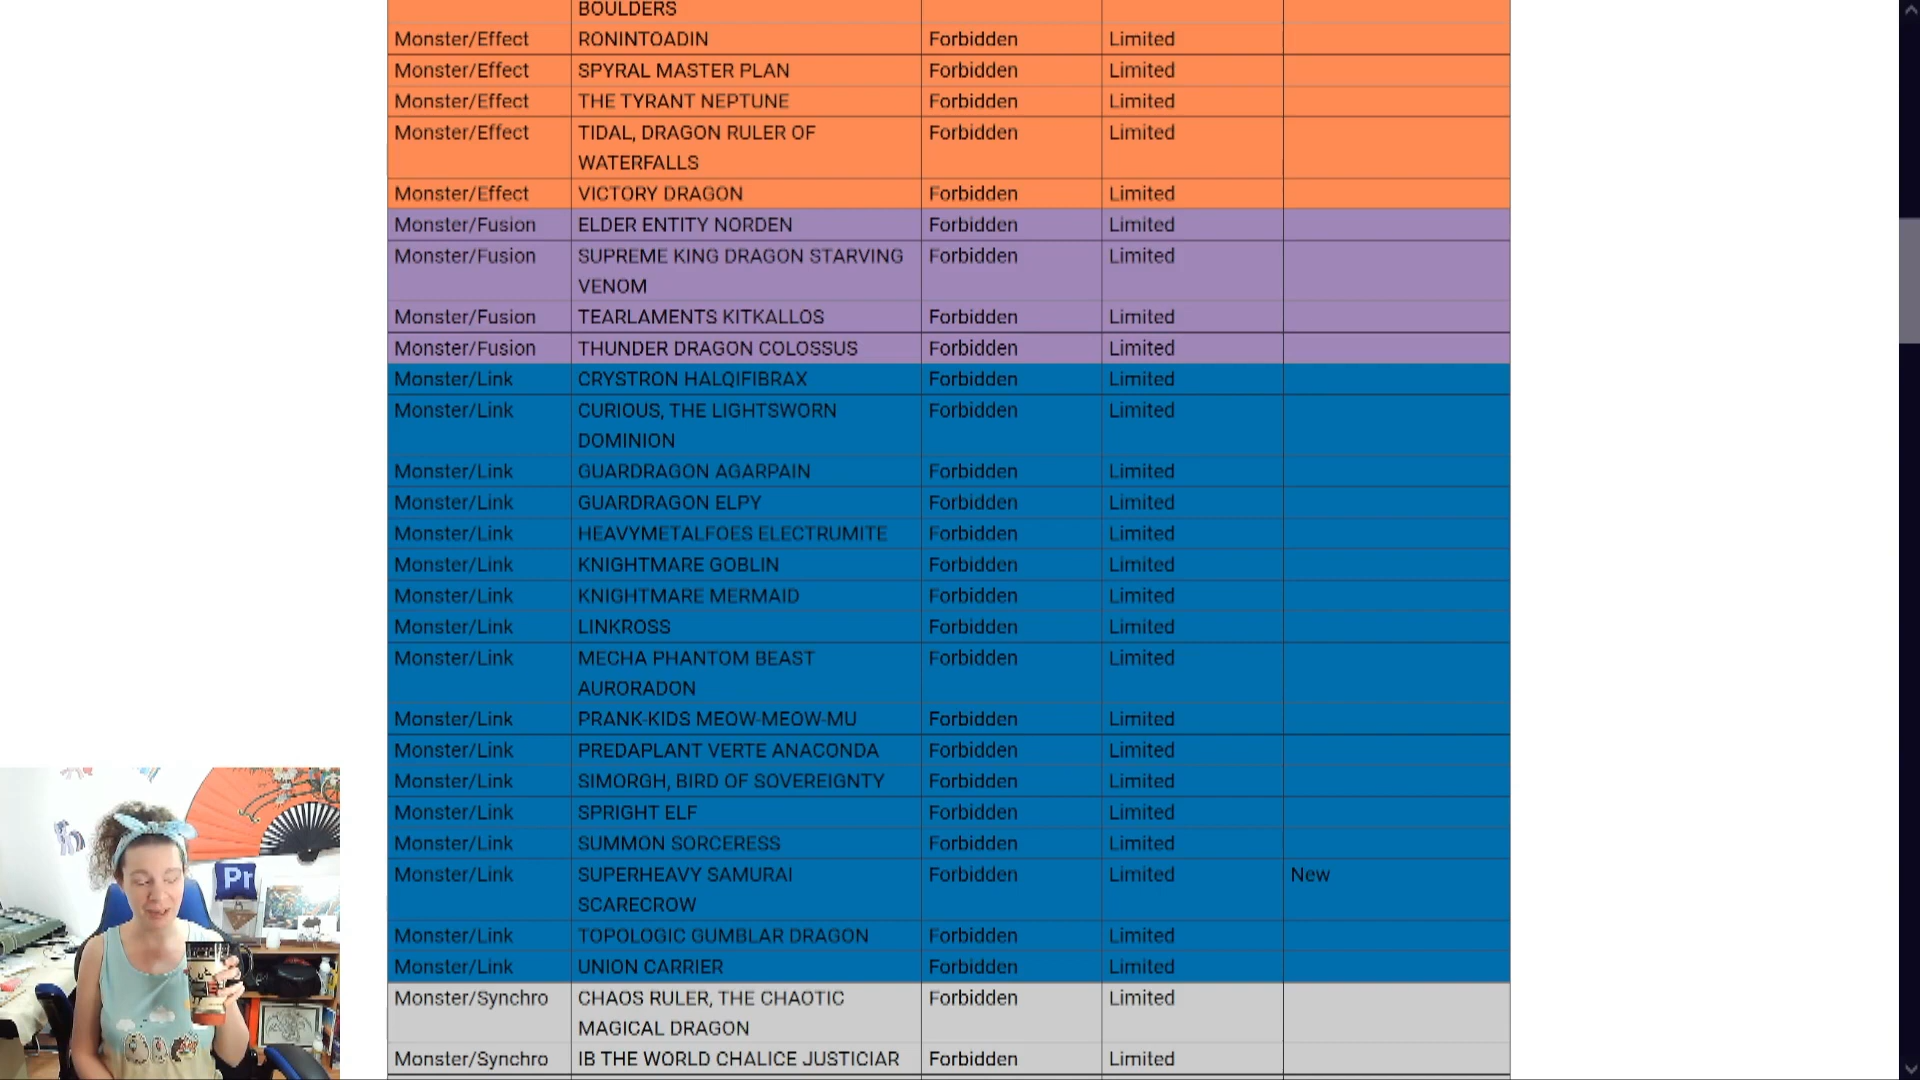 BOULDERS
Monster/Effect RONINTOADIN Forbidden Limited
Monster/Effect SPYRAL MASTER PLAN Forbidden Limited
Monster/Effect THE TYRANT NEPTUNE Forbidden Limited
Monster/Effect TIDAL, DRAGON RULER OF Forbidden Limited
WATERFALLS
Monster/Effect VICTORY DRAGON Forbidden Limited
Monster/Fusion ELDER ENTITY NORDEN Forbidden Limited
Monster/Fusion SUPREME KING DRAGON STARVING Forbidden Limited
VENOM
Monster/Fusion TEARLAMENTS KITKALLOS Forbidden Limited
Monster/Fusion THUNDER DRAGON COLOSSUS Forbidden Limited
Monster/Link CRYSTRON HALQIFIBRAX Forbidden Limited
Monster/Link CURIOUS, THE LIGHTSWORN Forbidden Limited
DOMINION
Monster/Link GUARDRAGON AGARPAIN Forbidden Limited
Monster/Link GUARDRAGON ELPY Forbidden Limited
Monster/Link HEAVYMETALFOES ELECTRUMITE Forbidden Limited
Monster/Link KNIGHTMARE GOBLIN Forbidden Limited
Monster/Link KNIGHTMARE MERMAID Forbidden Limited
Monster/Link LINKROSS Forbidden Limited
Monster/Link MECHA PHANTOM BEAST Forbidden Limited
AURORADON
Monster/Link PRANK-KIDS MEOW-MEOW-MU Forbidden Limited
Monster/Link PREDAPLANT VERTE ANACONDA Forbidden Limited
Monster/Link SIMORGH, BIRD OF SOVEREIGNTY Forbidden Limited
Monster/Link SPRIGHT ELF Forbidden Limited
Monster/Link SUMMON SORCERESS Forbidden Limited
Monster/Link SUPERHEAVY SAMURAI Forbidden Limited New
SCARECROW
Monster/Link TOPOLOGIC GUMBLAR DRAGON Forbidden Limited
Monster/Link UNION CARRIER Forbidden Limited
Monster/Synchro CHAOS RULER, THE CHAOTIC Forbidden Limited
MAGICAL DRAGON
Monster/Synchro IB THE WORLD CHALICE JUSTICIAR Forbidden Limited
Pr